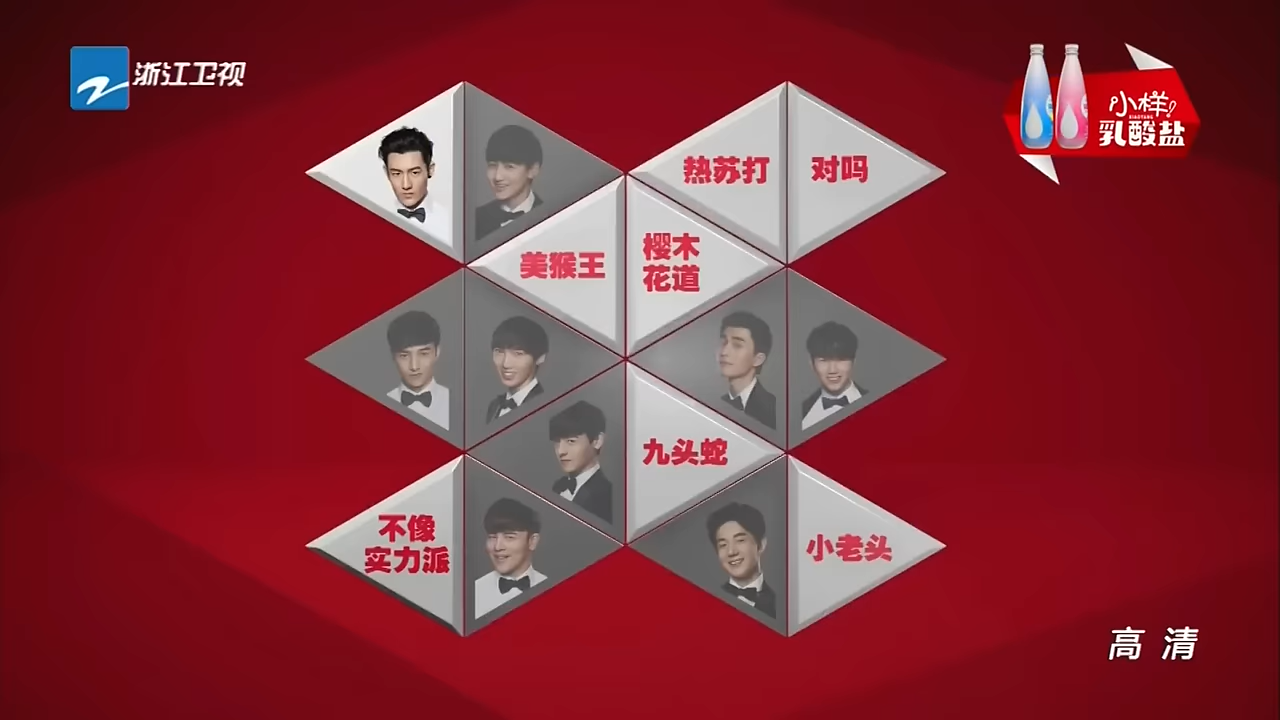 浙江卫视
小样!
XIAOYANG
乳酸盐
热苏打
对吗
美猴王
樱木
花道
九头蛇
不像
实力派
小老头
高 清